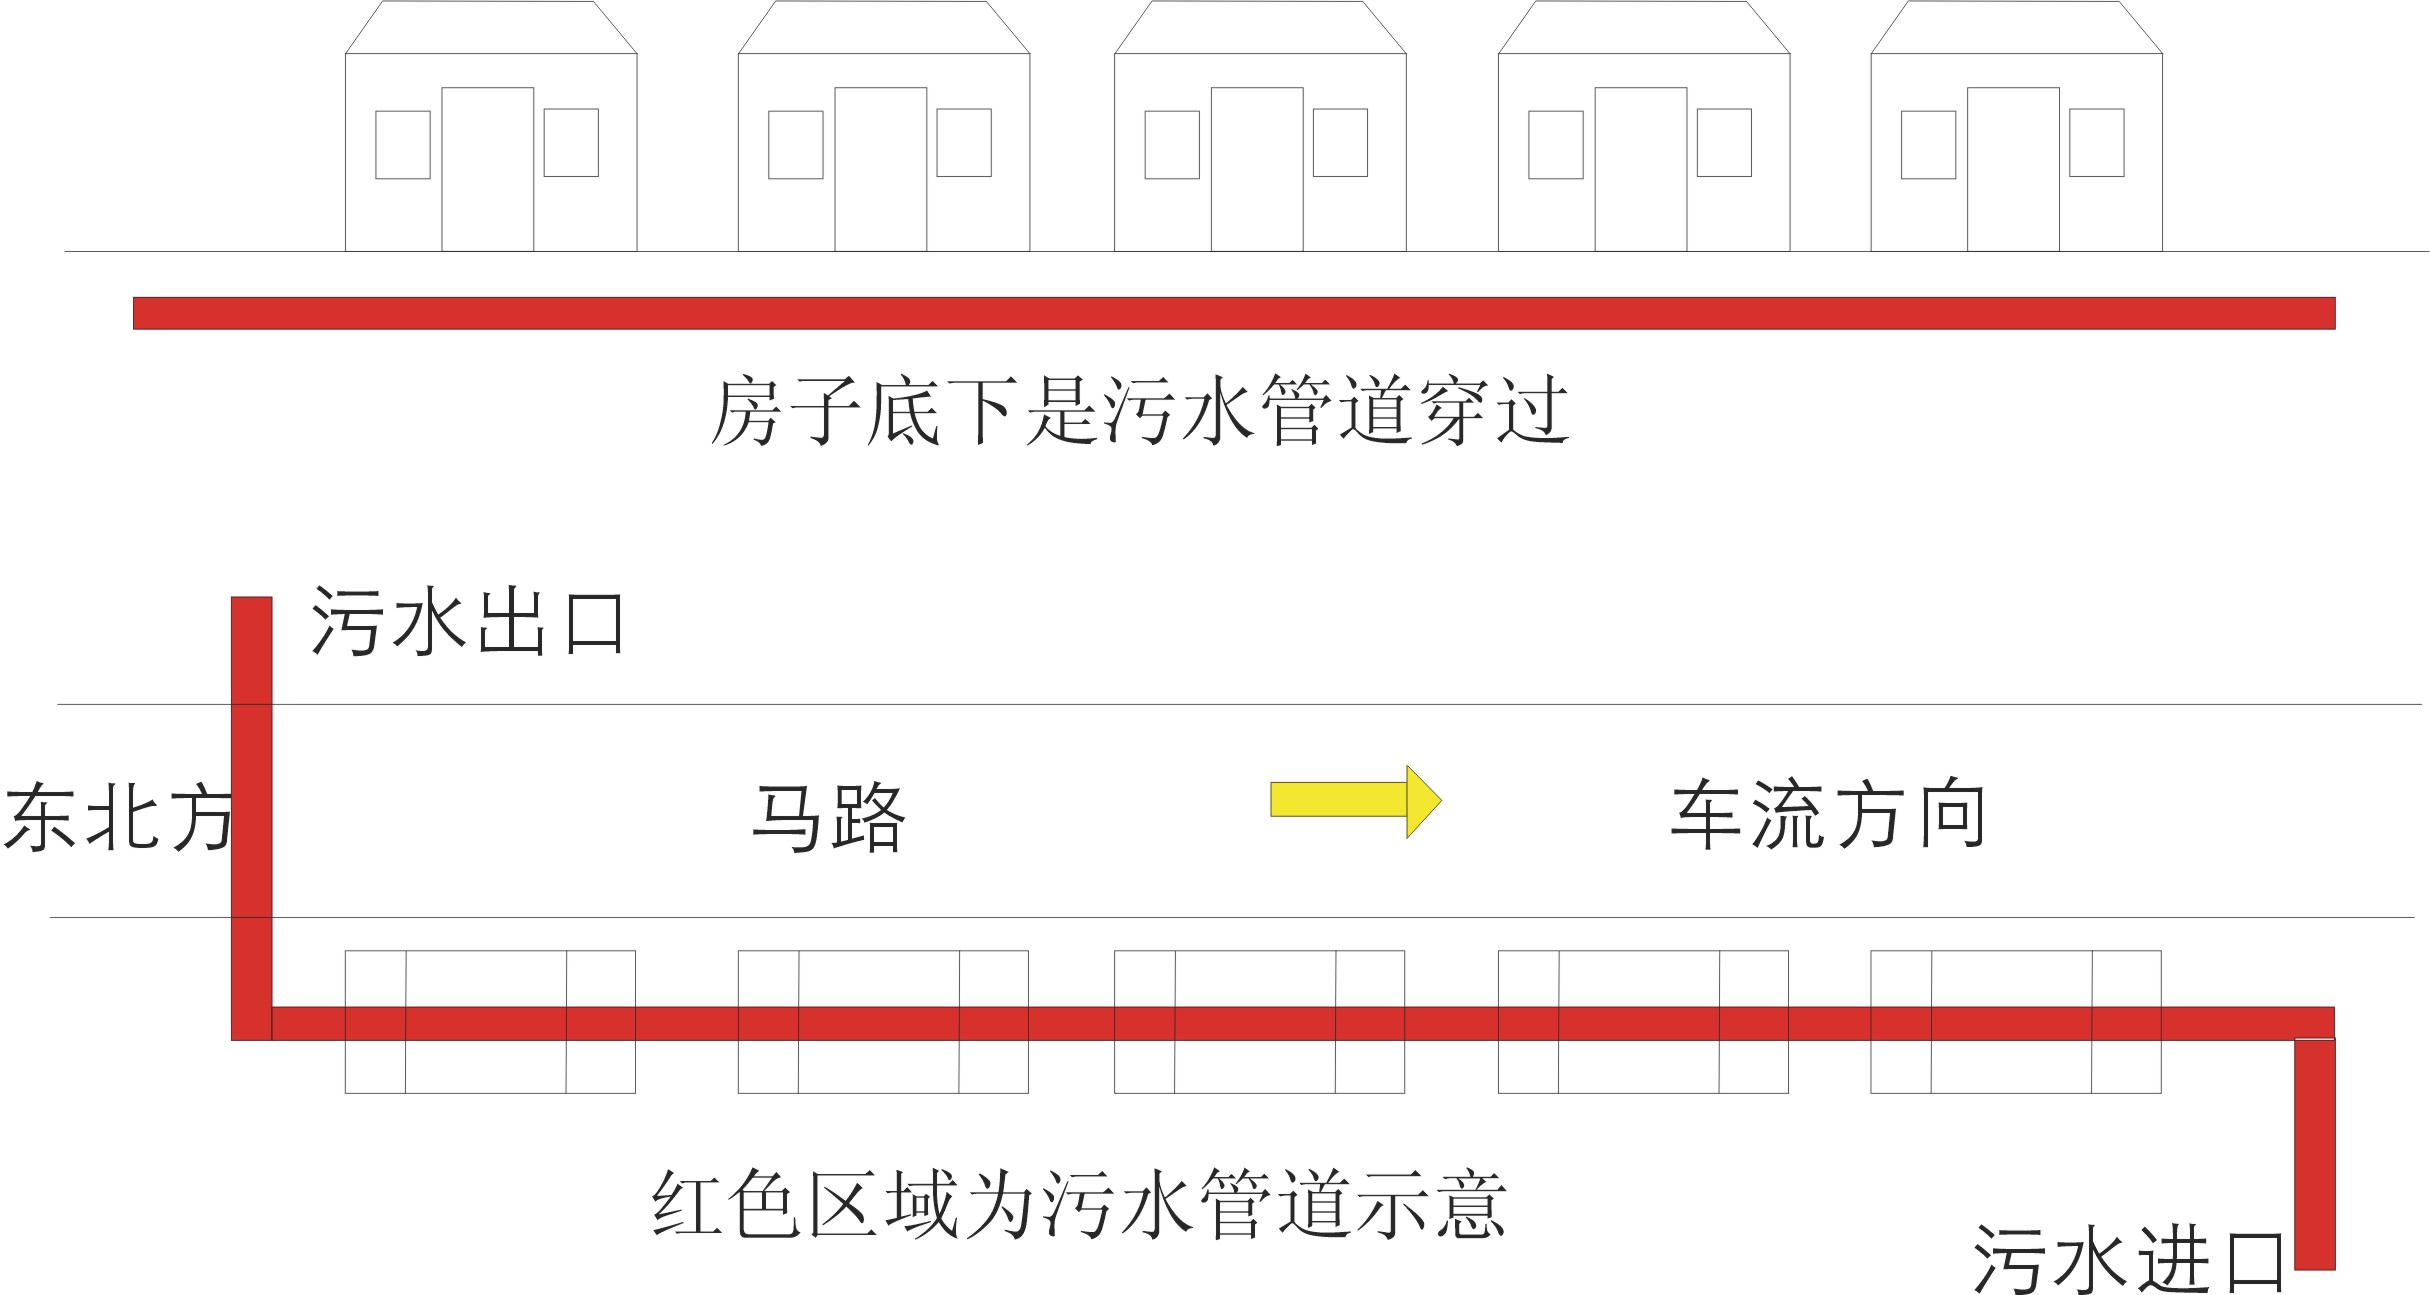 房子底下是污水管道穿过
污水出口
东北方
马路
车流方向
红色区域为污水管道示意
污水进口